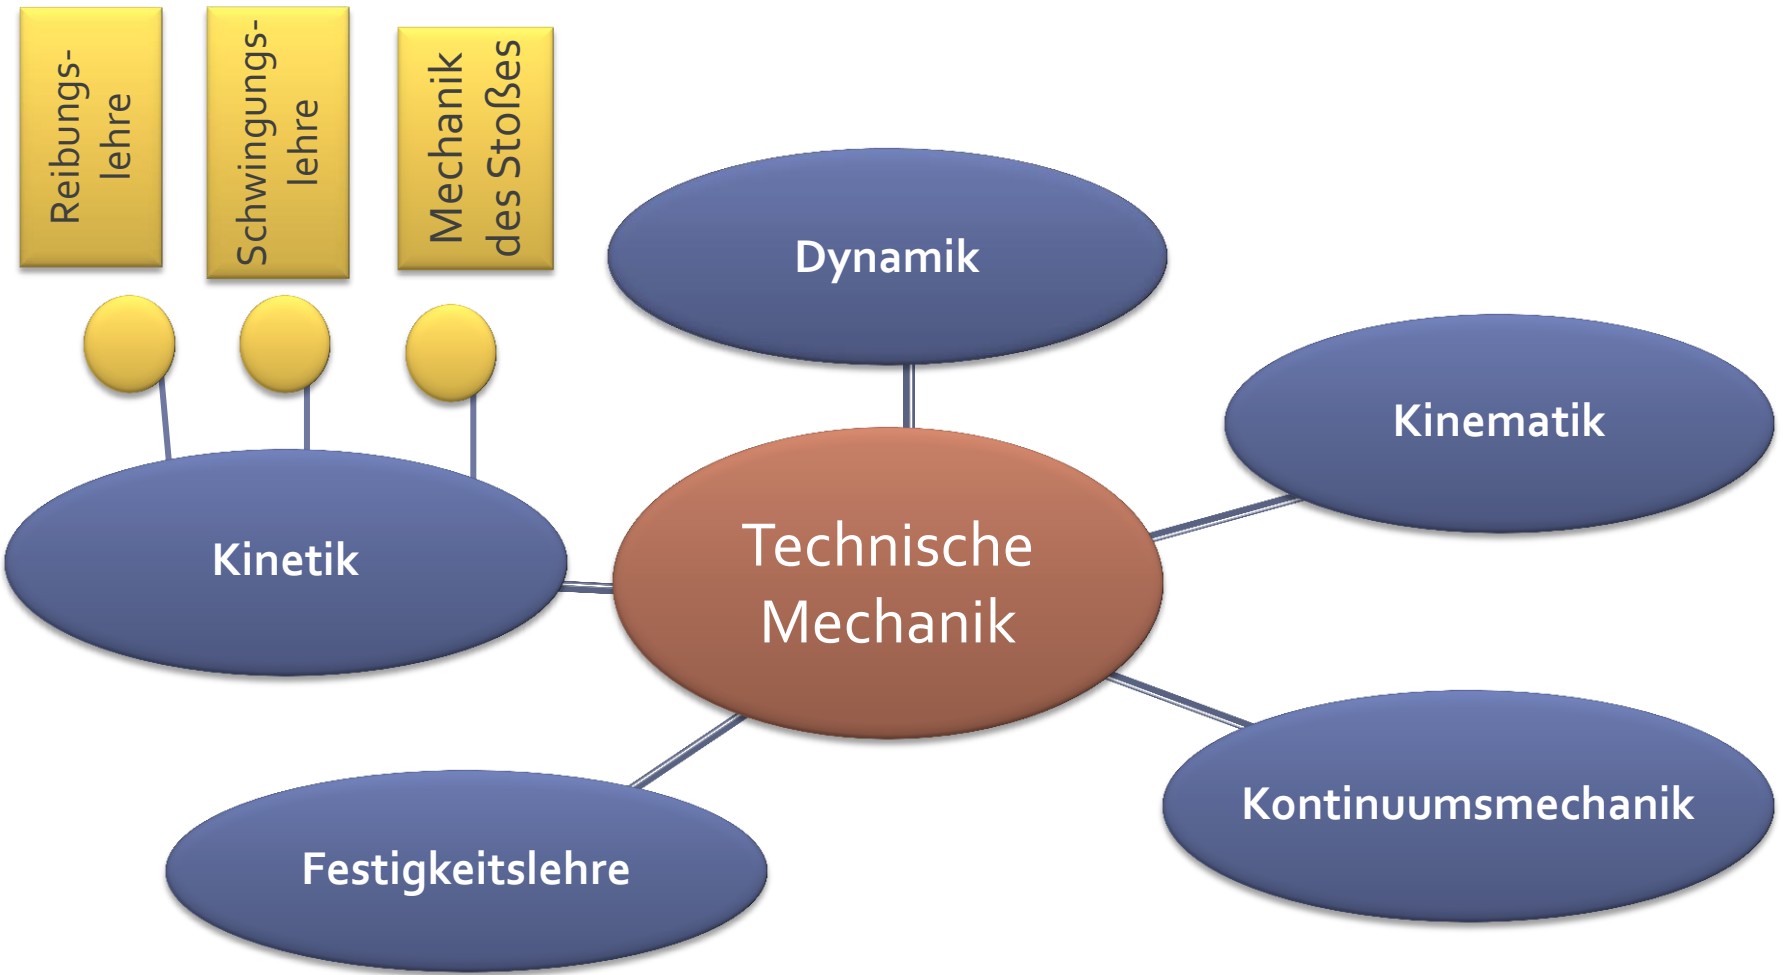 Reibungs-
lehre
Schwingungs-
lehre
Mechanik
des Stoßes
Dynamik
Kinematik
Kinetik
Technische
Mechanik
Kontinuumsmechanik
Festigkeitslehre